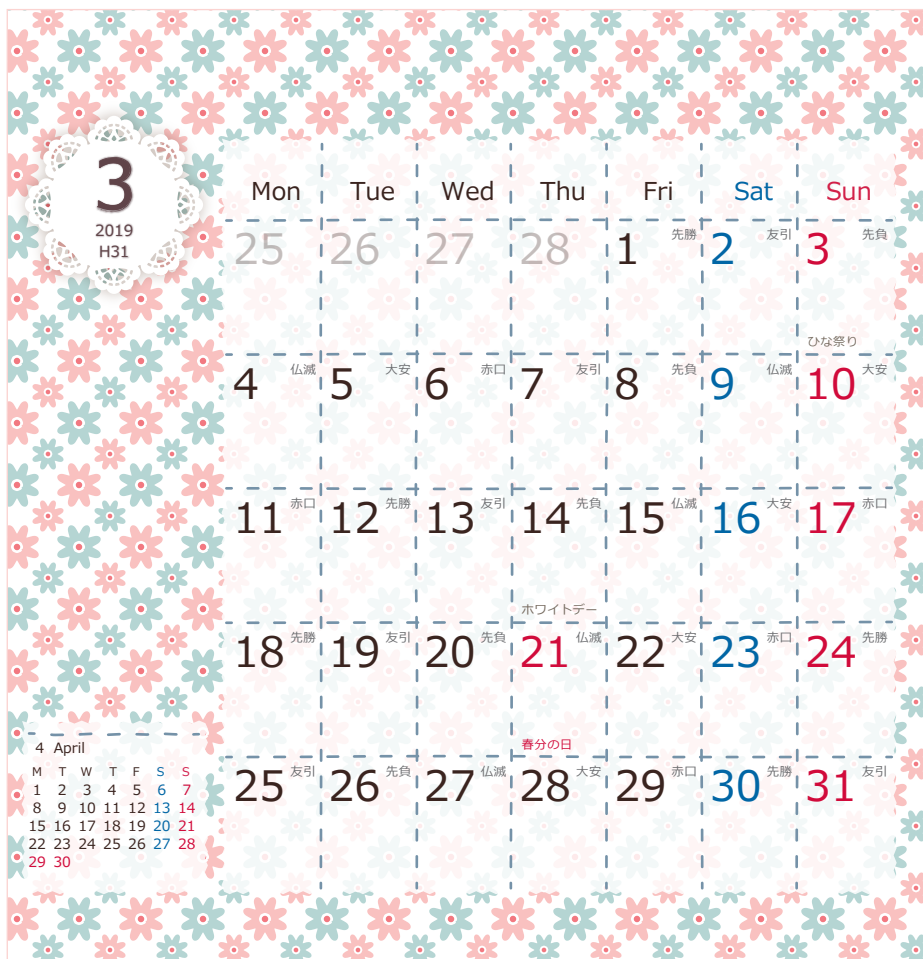 3
2019
H31
Mon Tue Wed Thu Fri Sat Sun
25 26 27 28 1 先勝 2 友引 3 先負
ひな祭り
4 仏滅 5 大安 6 赤口 7 友引 8 先負 9 仏滅 10 大安
11 赤口 12 先勝 13 友引 14 先負 15 仏滅 16 大安 17 赤口
ホワイトデー
18 先勝 19 友引 20 先負 21 仏滅 22 大安 23 赤口 24 先勝
春分の日
25 友引 26 先負 27 仏滅 28 大安 29 赤口 30 先勝 31 友引
4 April
M T W T F S S
1 2 3 4 5 6 7
8 9 10 11 12 13 14
15 16 17 18 19 20 21
22 23 24 25 26 27 28
29 30